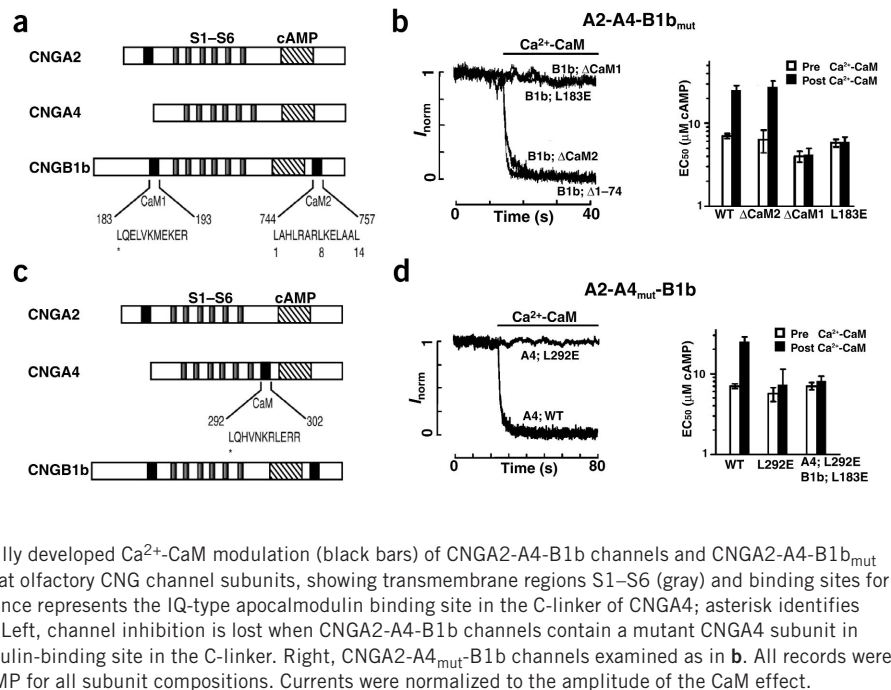 a
S1–S6 cAMP
CNGA2
CNGA4
CNGB1b
183 CaM1 193 744 CaM2 757
LQELVKMEKER LAHLRARLKELAAL
* 1 8 14
b
A2-A4-B1bmut
Ca2+-CaM
B1b; ΔCaM1
B1b; L183E
B1b; ΔCaM2
B1b; Δ1–74
1
Inorm
0
0 20 40
Time (s)
Pre Ca2+-CaM
Post Ca2+-CaM
EC50 (μM cAMP)
10
1
WT ΔCaM2 ΔCaM1 L183E
c
S1–S6 cAMP
CNGA2
CNGA4
CaM
292 302
LQHVNKRLERR
*
CNGB1b
d
A2-A4mut-B1b
Ca2+-CaM
A4; L292E
A4; WT
1
Inorm
0
0 20 40 80
Time (s)
Pre Ca2+-CaM
Post Ca2+-CaM
EC50 (μM cAMP)
10
1
WT L292E A4; L292E
B1b; L183E
lly developed Ca2+-CaM modulation (black bars) of CNGA2-A4-B1b channels and CNGA2-A4-B1bmut
at olfactory CNG channel subunits, showing transmembrane regions S1–S6 (gray) and binding sites for
nce represents the IQ-type apocalmodulin binding site in the C-linker of CNGA4; asterisk identifies
Left, channel inhibition is lost when CNGA2-A4-B1b channels contain a mutant CNGA4 subunit in
ulin-binding site in the C-linker. Right, CNGA2-A4mut-B1b channels examined as in b. All records were
MP for all subunit compositions. Currents were normalized to the amplitude of the CaM effect.